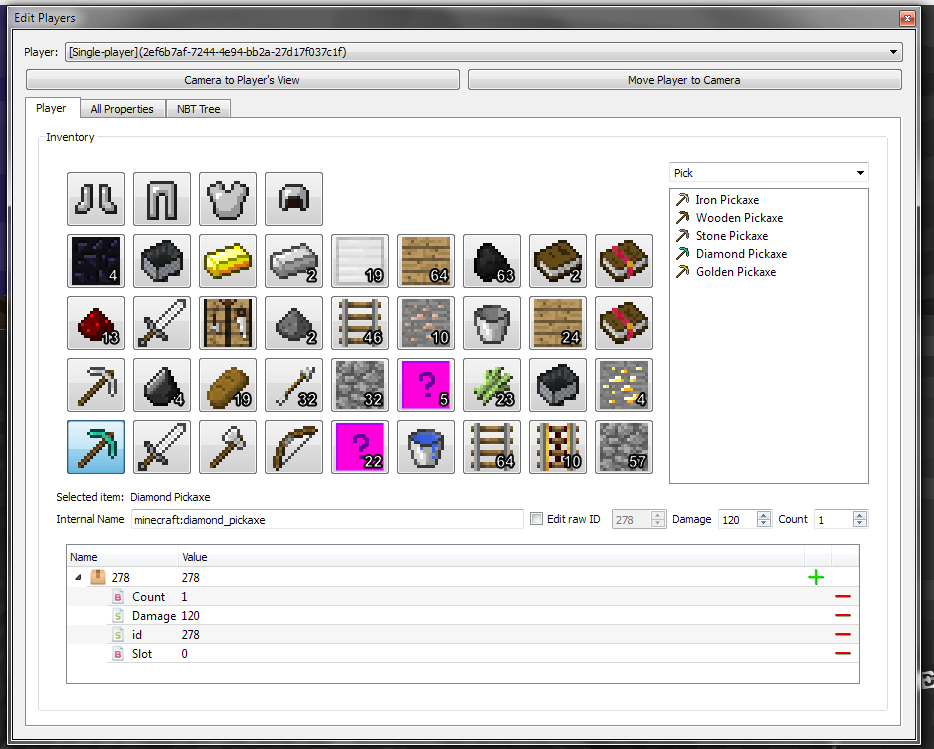 Edit Players
Player: [Single-player](2ef6b7af-7244-4e94-bb2a-27d17f037c1f)
Camera to Player's View Move Player to Camera
Player All Properties NBT Tree
Inventory
Pick
Iron Pickaxe
Wooden Pickaxe
Stone Pickaxe
Diamond Pickaxe
Golden Pickaxe
4 2 19 64 63 2
13 2 46 10 24
4 19 32 32 ? 5 23 4
? 22 64 10 57
Selected item: Diamond Pickaxe
Internal Name minecraft:diamond_pickaxe Edit raw ID 278 Damage 120 Count 1
Name Value
278 278
B Count 1
S Damage 120
S id 278
B Slot 0